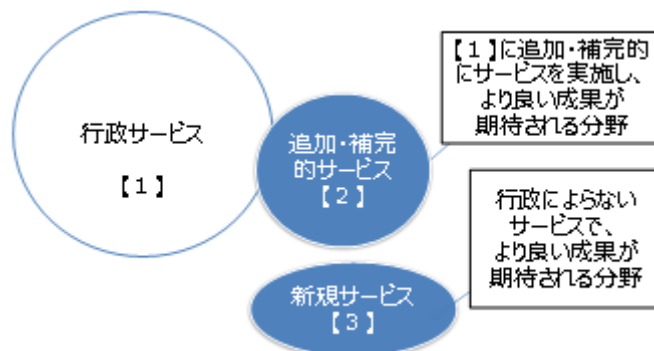 行政サービス
【1】
追加・補完
的サービス
【2】
新規サービス
【3】
【1】に追加・補完的
にサービスを実施し、
より良い成果が
期待される分野
行政によらない
サービスで、
より良い成果が
期待される分野